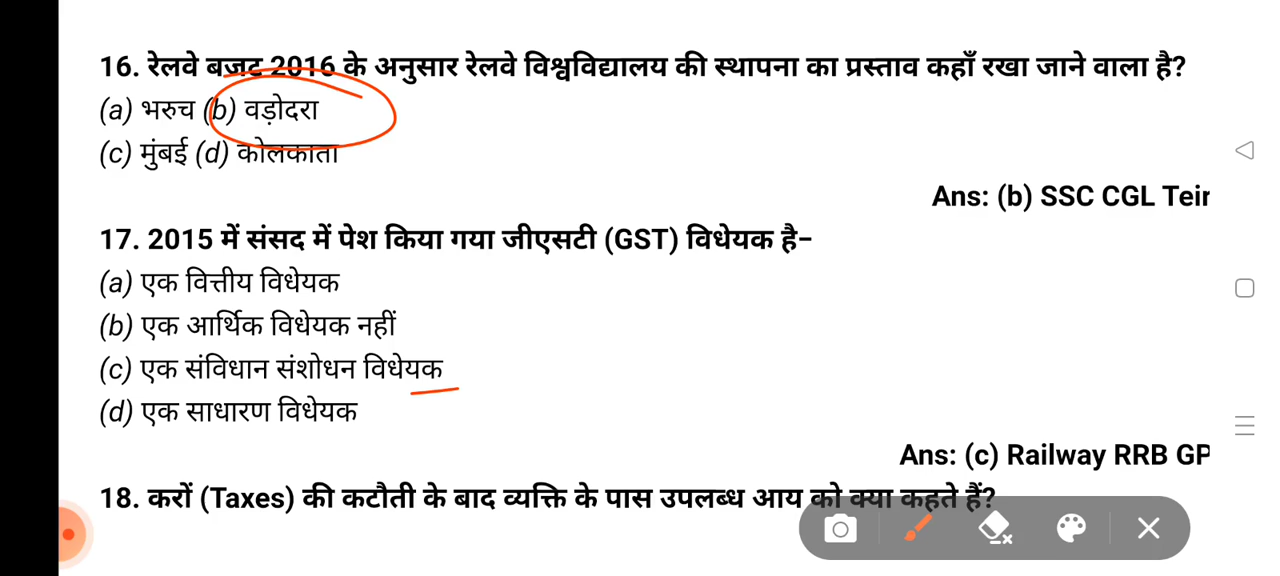 16. रेलवे बजट 2016 के अनुसार रेलवे विश्वविद्यालय की स्थापना का प्रस्ताव कहाँ रखा जाने वाला है?
(a) भरुच (b) वड़ोदरा
(c) मुंबई (d) कोलकाता
Ans: (b) SSC CGL Teir
17. 2015 में संसद में पेश किया गया जीएसटी (GST) विधेयक है–
(a) एक वित्तीय विधेयक
(b) एक आर्थिक विधेयक नहीं
(c) एक संविधान संशोधन विधेयक
(d) एक साधारण विधेयक
Ans: (c) Railway RRB GP
18. करों (Taxes) की कटौती के बाद व्यक्ति के पास उपलब्ध आय को क्या कहते हैं?